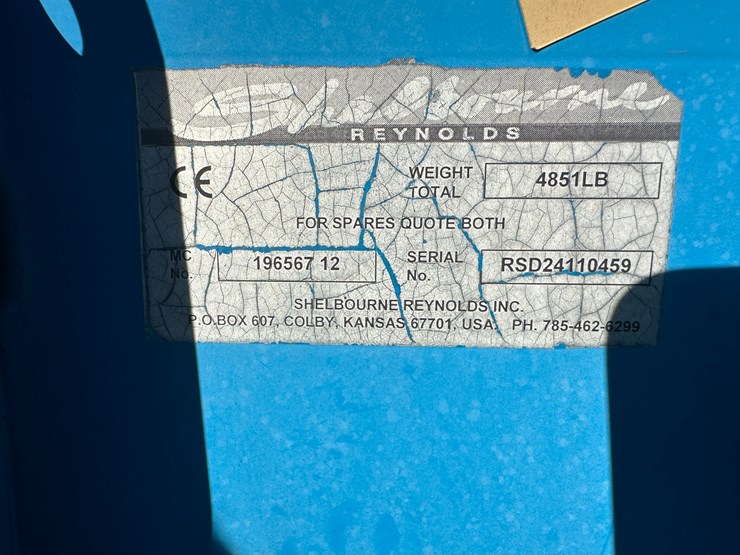 Shelbourne
REYNOLDS
CE WEIGHT TOTAL 4851LB
FOR SPARES QUOTE BOTH
MC No. 196567 12 SERIAL No. RSD24110459
SHELBOURNE REYNOLDS INC.
P.O.BOX 607, COLBY, KANSAS 67701, USA. PH. 785-462-6299